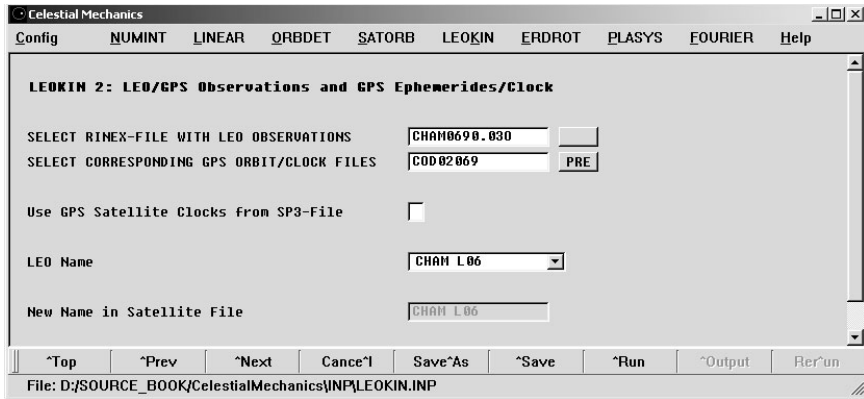 Celestial Mechanics
Config NUMINT LINEAR ORBDET SATORB LEOKIN ERDROT PLASYS FOURIER Help
LEOKIN 2: LEO/GPS Observations and GPS Ephemerides/Clock
SELECT RINEX-FILE WITH LEO OBSERVATIONS CHAM0690.03O
SELECT CORRESPONDING GPS ORBIT/CLOCK FILES COD02069 PRE
Use GPS Satellite Clocks from SP3-File
LEO Name CHAM L06
New Name in Satellite File CHAM L06
^Top ^Prev ^Next Cance^l Save^As ^Save ^Run ^Output Rer^un
File: D:/SOURCE_BOOK/CelestialMechanics\INP\LEOKIN.INP